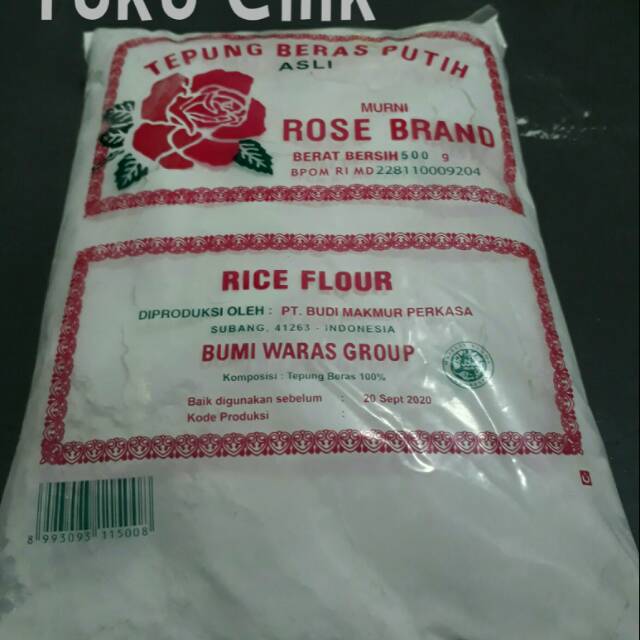 Toko Cilik
TEPUNG BERAS PUTIH
ASLI
MURNI
ROSE BRAND
BERAT BERSIH 500 g
BPOM RI MD 228110009204
RICE FLOUR
DIPRODUKSI OLEH : PT. BUDI MAKMUR PERKASA
SUBANG, 41263 - INDONESIA
BUMI WARAS GROUP
Komposisi : Tepung Beras 100%
Baik digunakan sebelum : 20 Sept 2020
Kode Produksi :
8 993093 115008